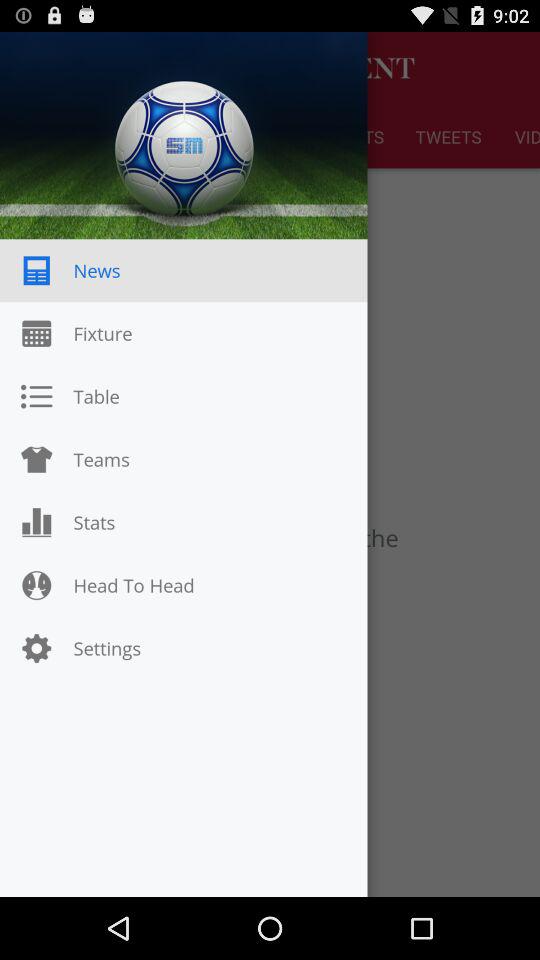 9:02
ENT
TS TWEETS VID
SM
News
Fixture
Table
Teams
Stats
Head To Head
Settings
the